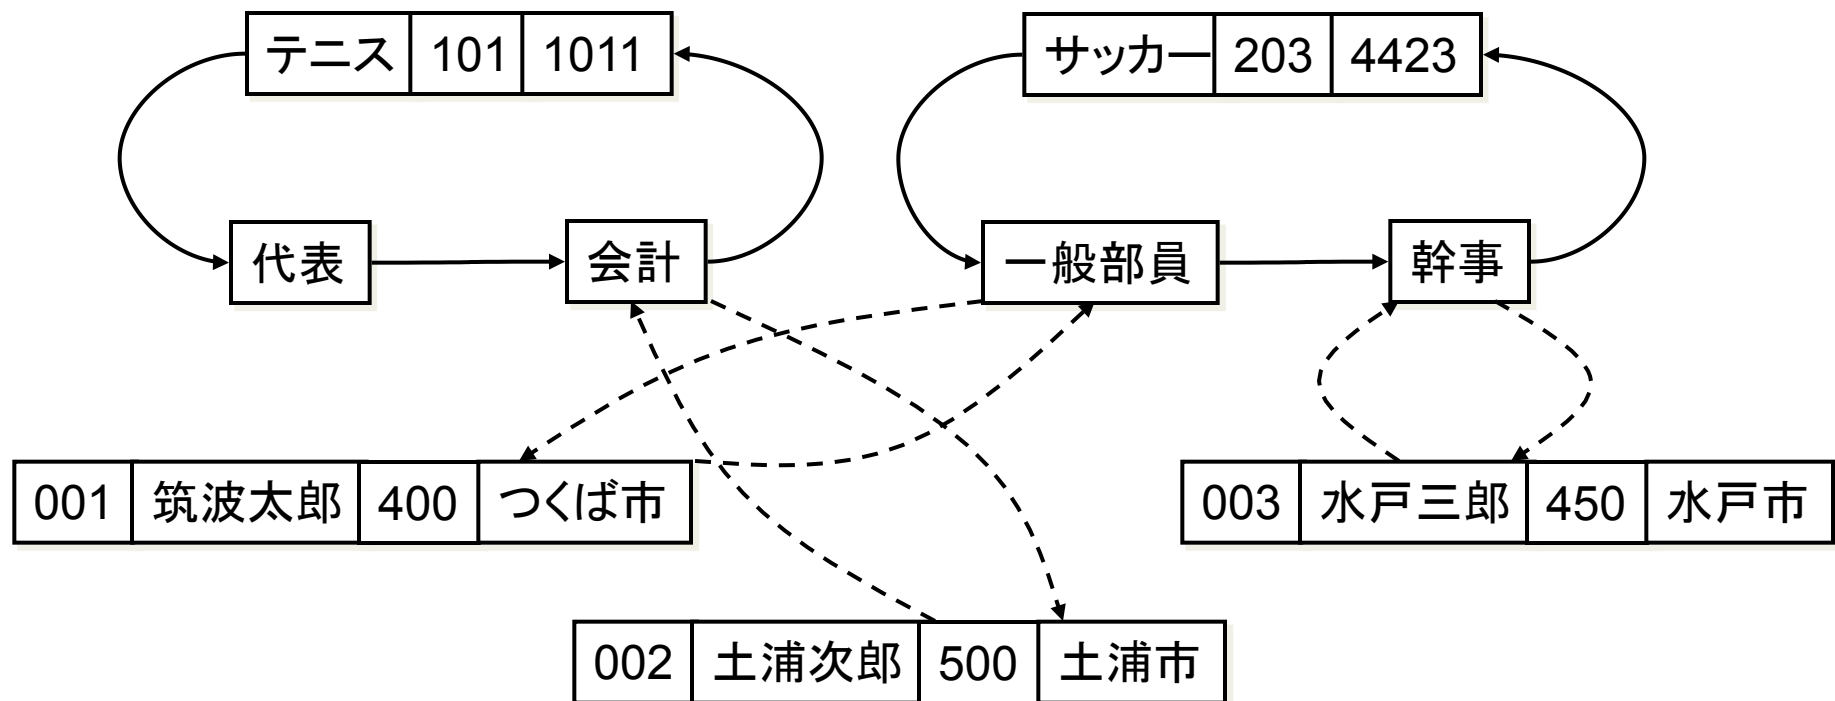 テニス 101 1011 サッカー 203 4423
代表 会計 一般部員 幹事
001 筑波太郎 400 つくば市 003 水戸三郎 450 水戸市
002 土浦次郎 500 土浦市